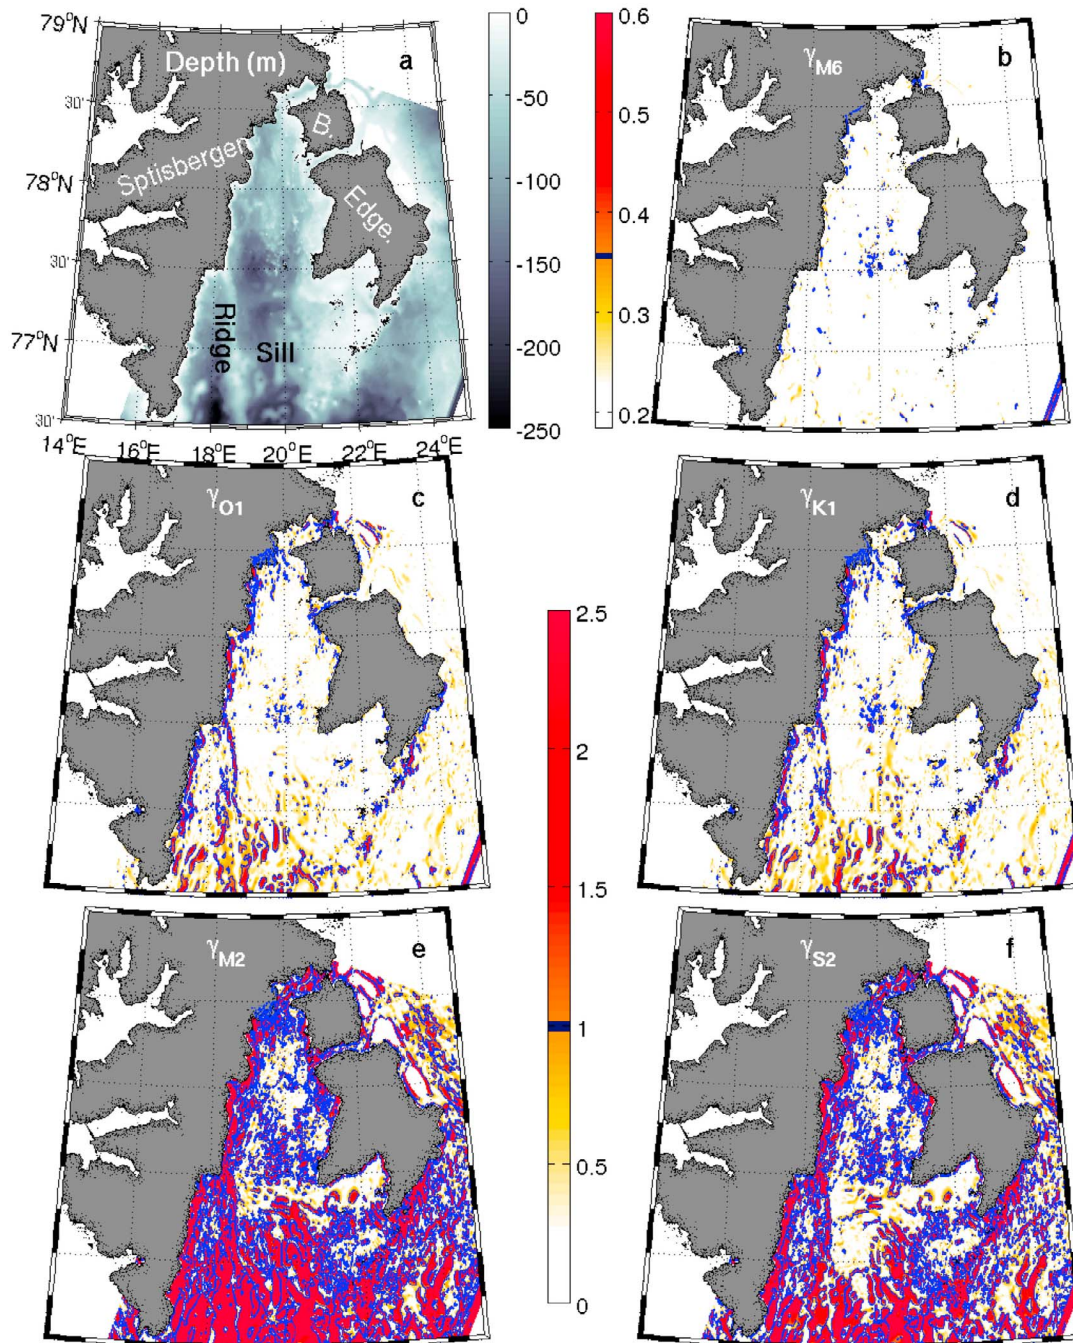 79°N
Depth (m)
a
30'
B.
Sptisbergen
78°N
Edge.
30'
Ridge
77°N
Sill
30'
14°E
16°E
18°E
20°E
22°E
24°E
0
-50
-100
-150
-200
-250
0.6
0.5
0.4
0.3
0.2
γM6
b
γO1
c
γK1
d
2.5
2
1.5
1
0.5
0
γM2
e
γS2
f